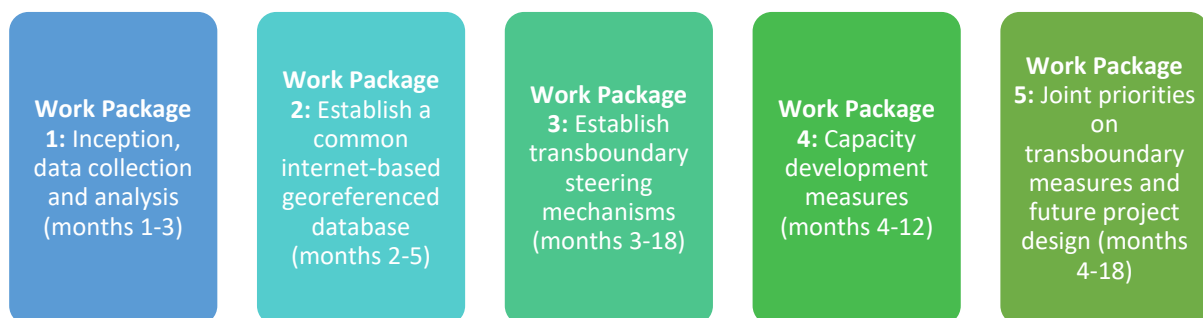 Work Package
1: Inception,
data collection
and analysis
(months 1-3)
Work Package
2: Establish a
common
internet-based
georeferenced
database
(months 2-5)
Work Package
3: Establish
transboundary
steering
mechanisms
(months 3-18)
Work Package
4: Capacity
development
measures
(months 4-12)
Work Package
5: Joint priorities
on
transboundary
measures and
future project
design (months
4-18)